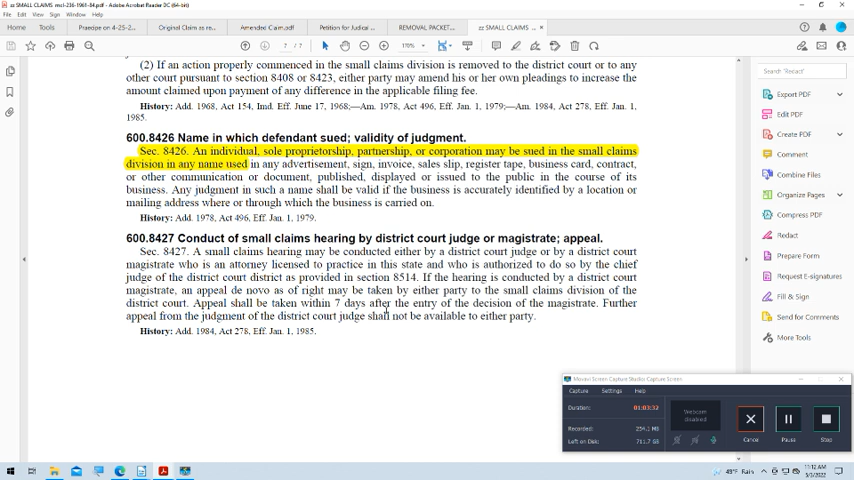 zz SMALL CLAIMS mcl-236-1961-84.pdf - Adobe Acrobat Reader DC (64-bit)
File Edit View Sign Window Help
Home Tools Praecipe on 4-25-2... Original Claim as re... Amended Claim.pdf Petition for Judicial ... REMOVAL PACKET... zz SMALL CLAIMS ... ×
7 / 7 170%
(2) If an action properly commenced in the small claims division is removed to the district court or to any
other court pursuant to section 8408 or 8423, either party may amend his or her own pleadings to increase the
amount claimed upon payment of any difference in the applicable filing fee.
History: Add. 1968, Act 154, Imd. Eff. June 17, 1968;—Am. 1978, Act 496, Eff. Jan. 1, 1979;—Am. 1984, Act 278, Eff. Jan. 1,
1985.
600.8426 Name in which defendant sued; validity of judgment.
Sec. 8426. An individual, sole proprietorship, partnership, or corporation may be sued in the small claims
division in any name used in any advertisement, sign, invoice, sales slip, register tape, business card, contract,
or other communication or document, published, displayed or issued to the public in the course of its
business. Any judgment in such a name shall be valid if the business is accurately identified by a location or
mailing address where or through which the business is carried on.
History: Add. 1978, Act 496, Eff. Jan. 1, 1979.
600.8427 Conduct of small claims hearing by district court judge or magistrate; appeal.
Sec. 8427. A small claims hearing may be conducted either by a district court judge or by a district court
magistrate who is an attorney licensed to practice in this state and who is authorized to do so by the chief
judge of the district court district as provided in section 8514. If the hearing is conducted by a district court
magistrate, an appeal de novo as of right may be taken by either party to the small claims division of the
district court. Appeal shall be taken within 7 days after the entry of the decision of the magistrate. Further
appeal from the judgment of the district court judge shall not be available to either party.
History: Add. 1984, Act 278, Eff. Jan. 1, 1985.
Search 'Redact'
Export PDF
Edit PDF
Create PDF
Comment
Combine Files
Organize Pages
Compress PDF
Redact
Prepare Form
Request E-signatures
Fill & Sign
Send for Comments
More Tools
Movavi Screen Capture Studio: Capture Screen
Capture Settings Help
Duration: 01:03:32
Recorded: 254.1 MB
Left on Disk: 711.7 GB
Webcam disabled
Cancel Pause Stop
48°F Rain
11:12 AM
5/3/2022